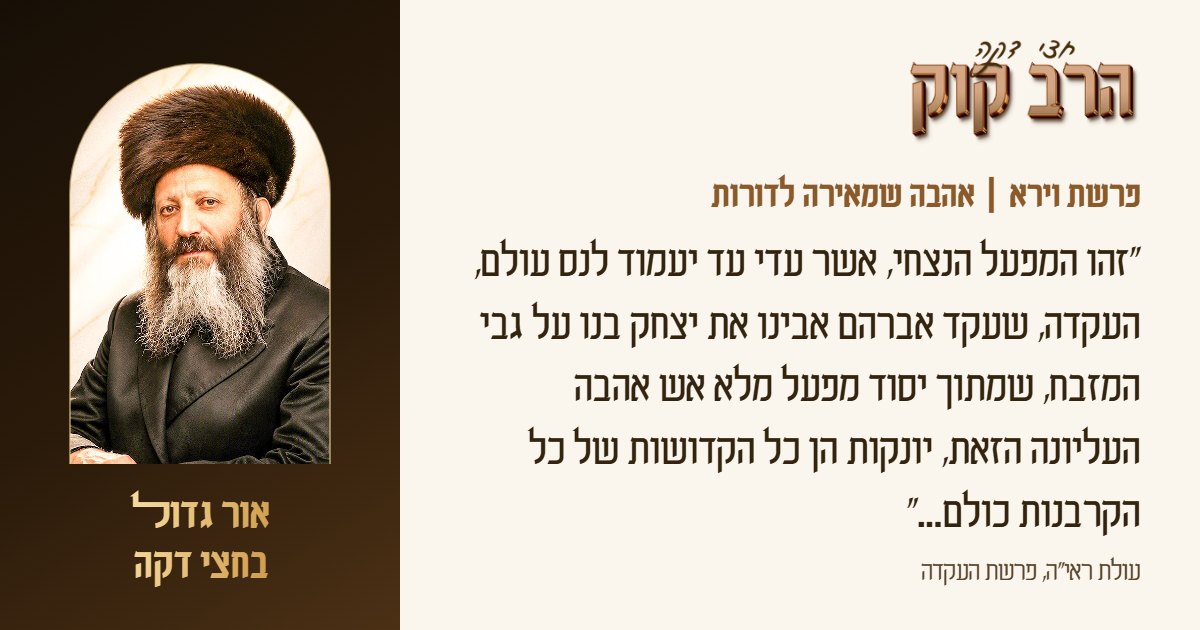 חצי דקה
הרב קוק
פרשת וירא | אהבה שמאירה לדורות
"זהו המפעל הנצחי, אשר עדי עד יעמוד לנס עולם,
העקדה, שעקד אברהם אבינו את יצחק בנו על גבי
המזבח, שמתוך יסוד מפעל מלא אש אהבה
העליונה הזאת, יונקות הן כל הקדושות של כל
הקרבנות כולם..."
עולת ראי"ה, פרשת העקדה
אור גדול
בחצי דקה